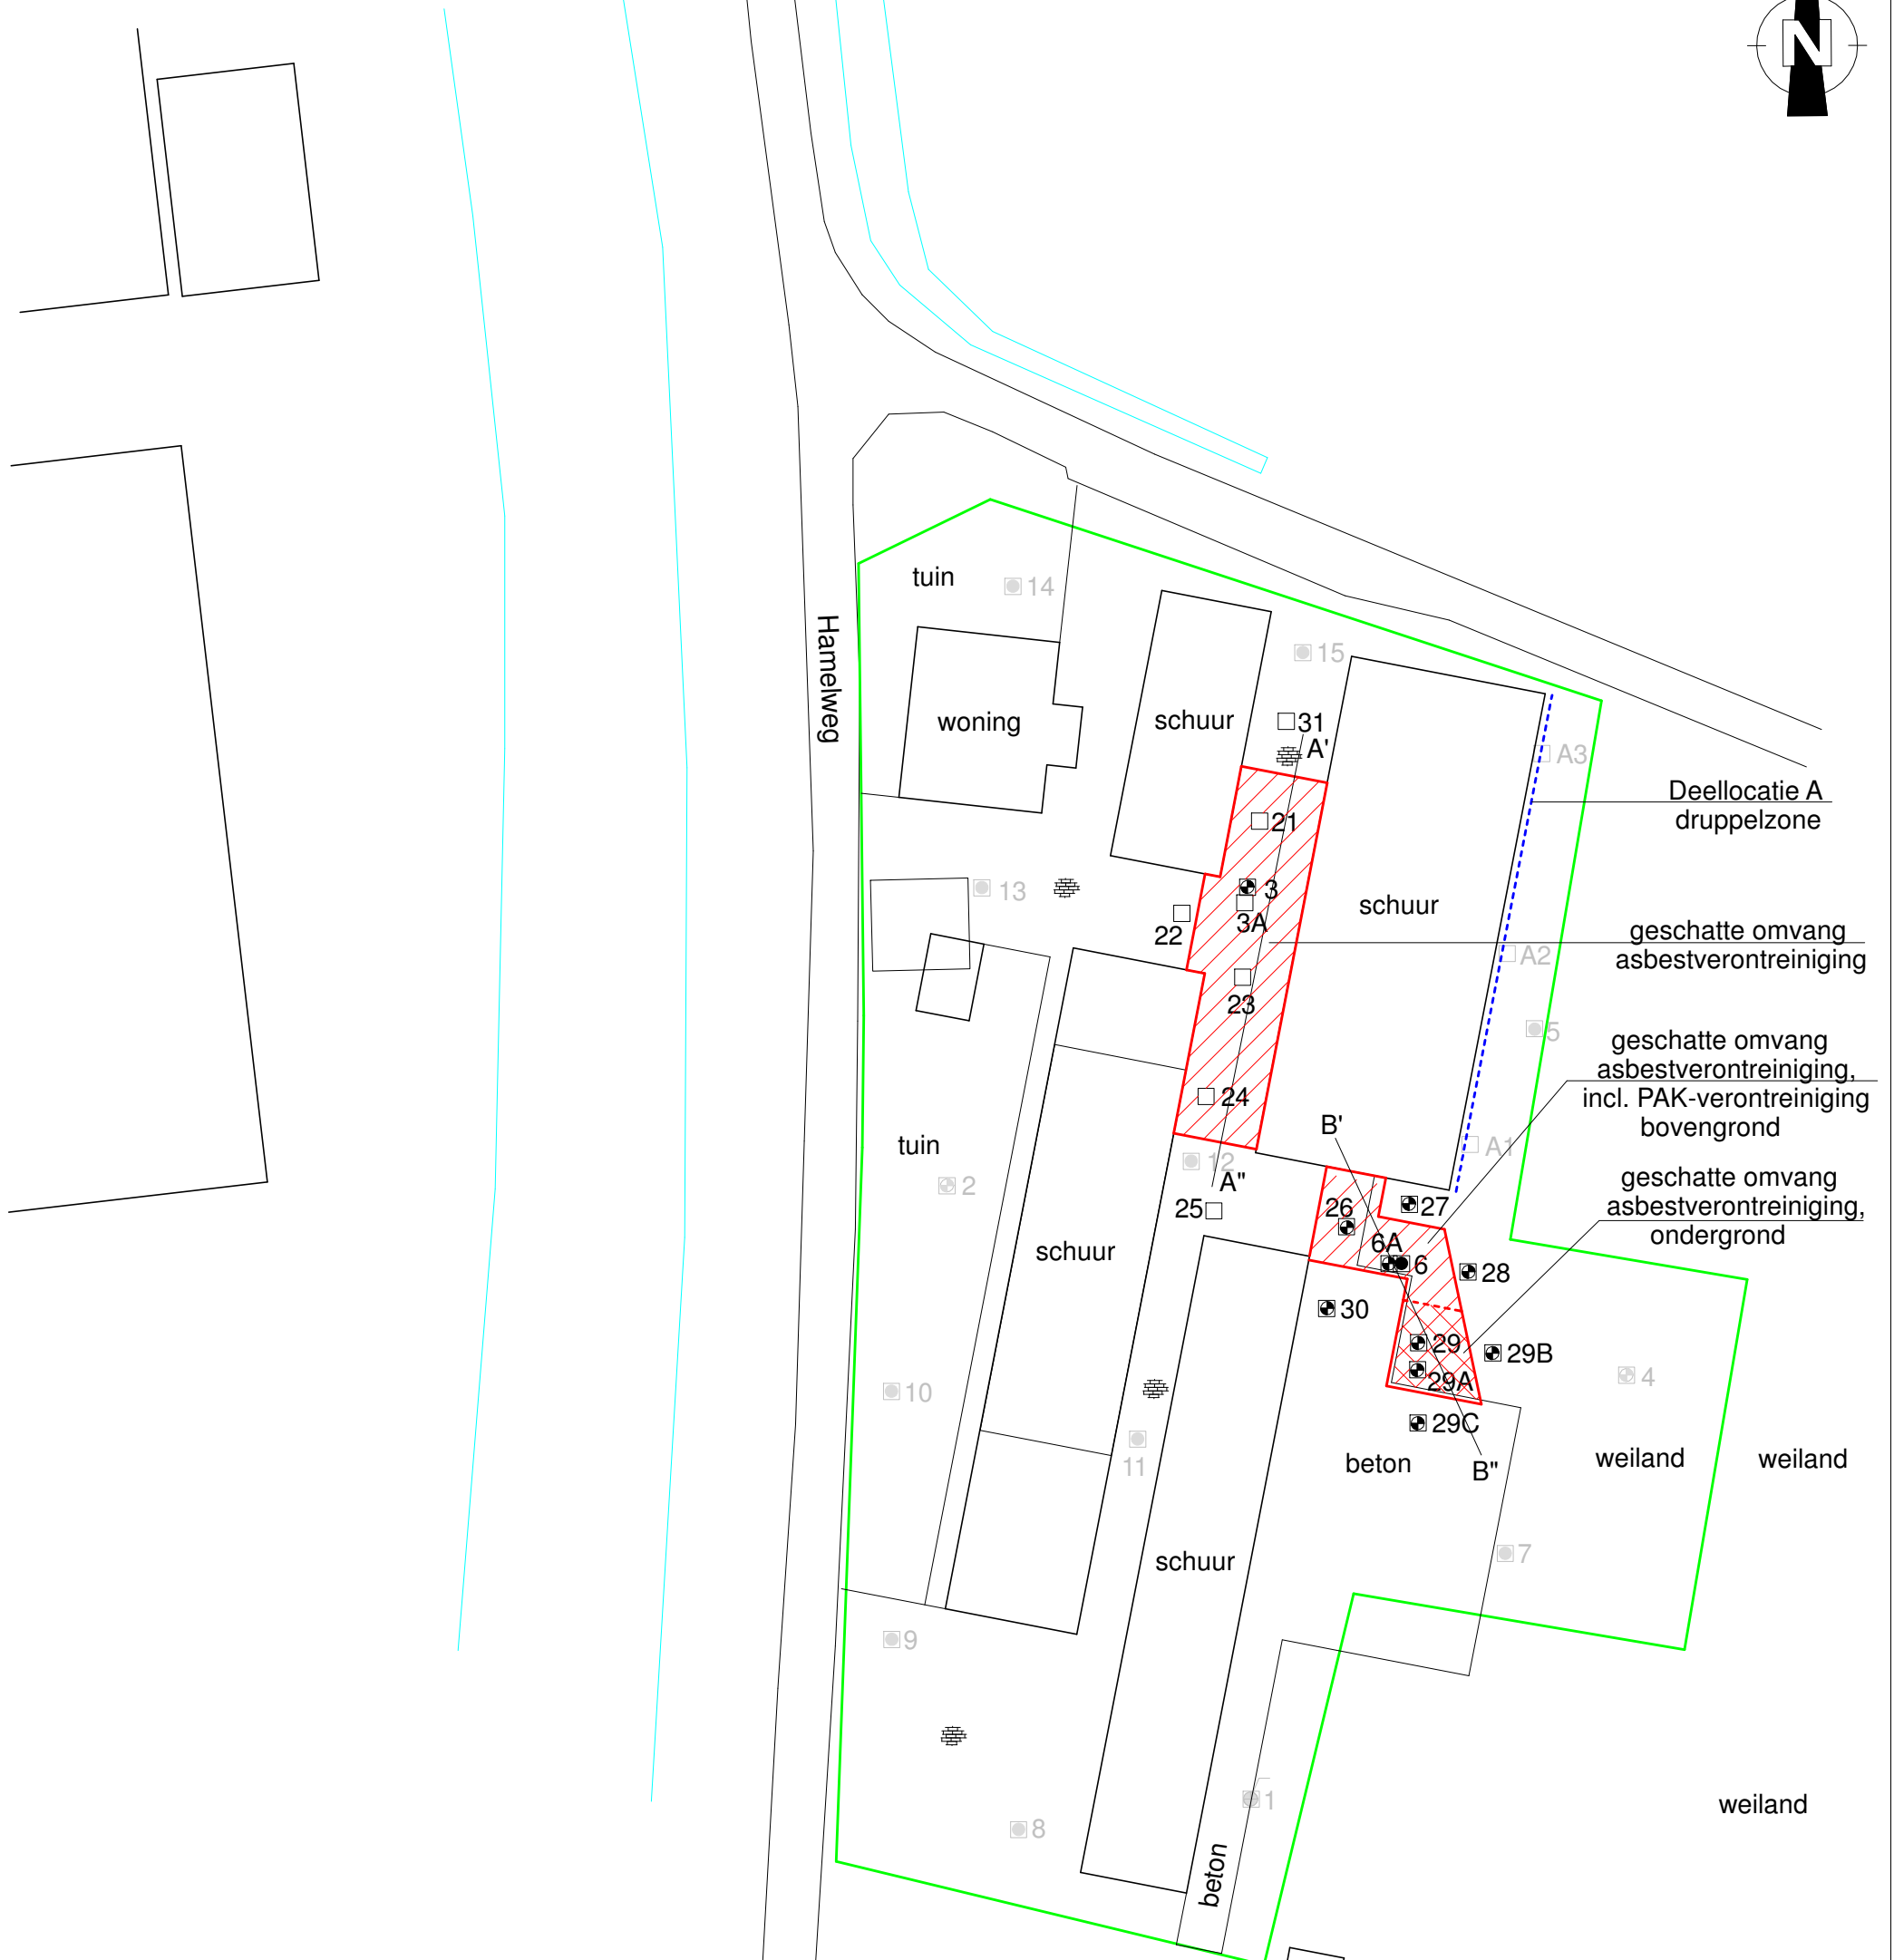 N
tuin
14
Hamelweg
15
woning
schuur
31
A'
A3
Deellocatie A
druppelzone
21
13
3
3A
schuur
22
geschatte omvang
asbestverontreiniging
A2
23
5
geschatte omvang
asbestverontreiniging,
incl. PAK-verontreiniging
bovengrond
24
B'
tuin
A1
12
2
A"
geschatte omvang
asbestverontreiniging,
ondergrond
25
26
27
6A
6
schuur
28
30
29
29B
29A
4
10
29C
11
beton
B"
weiland
weiland
schuur
7
9
1
weiland
8
beton